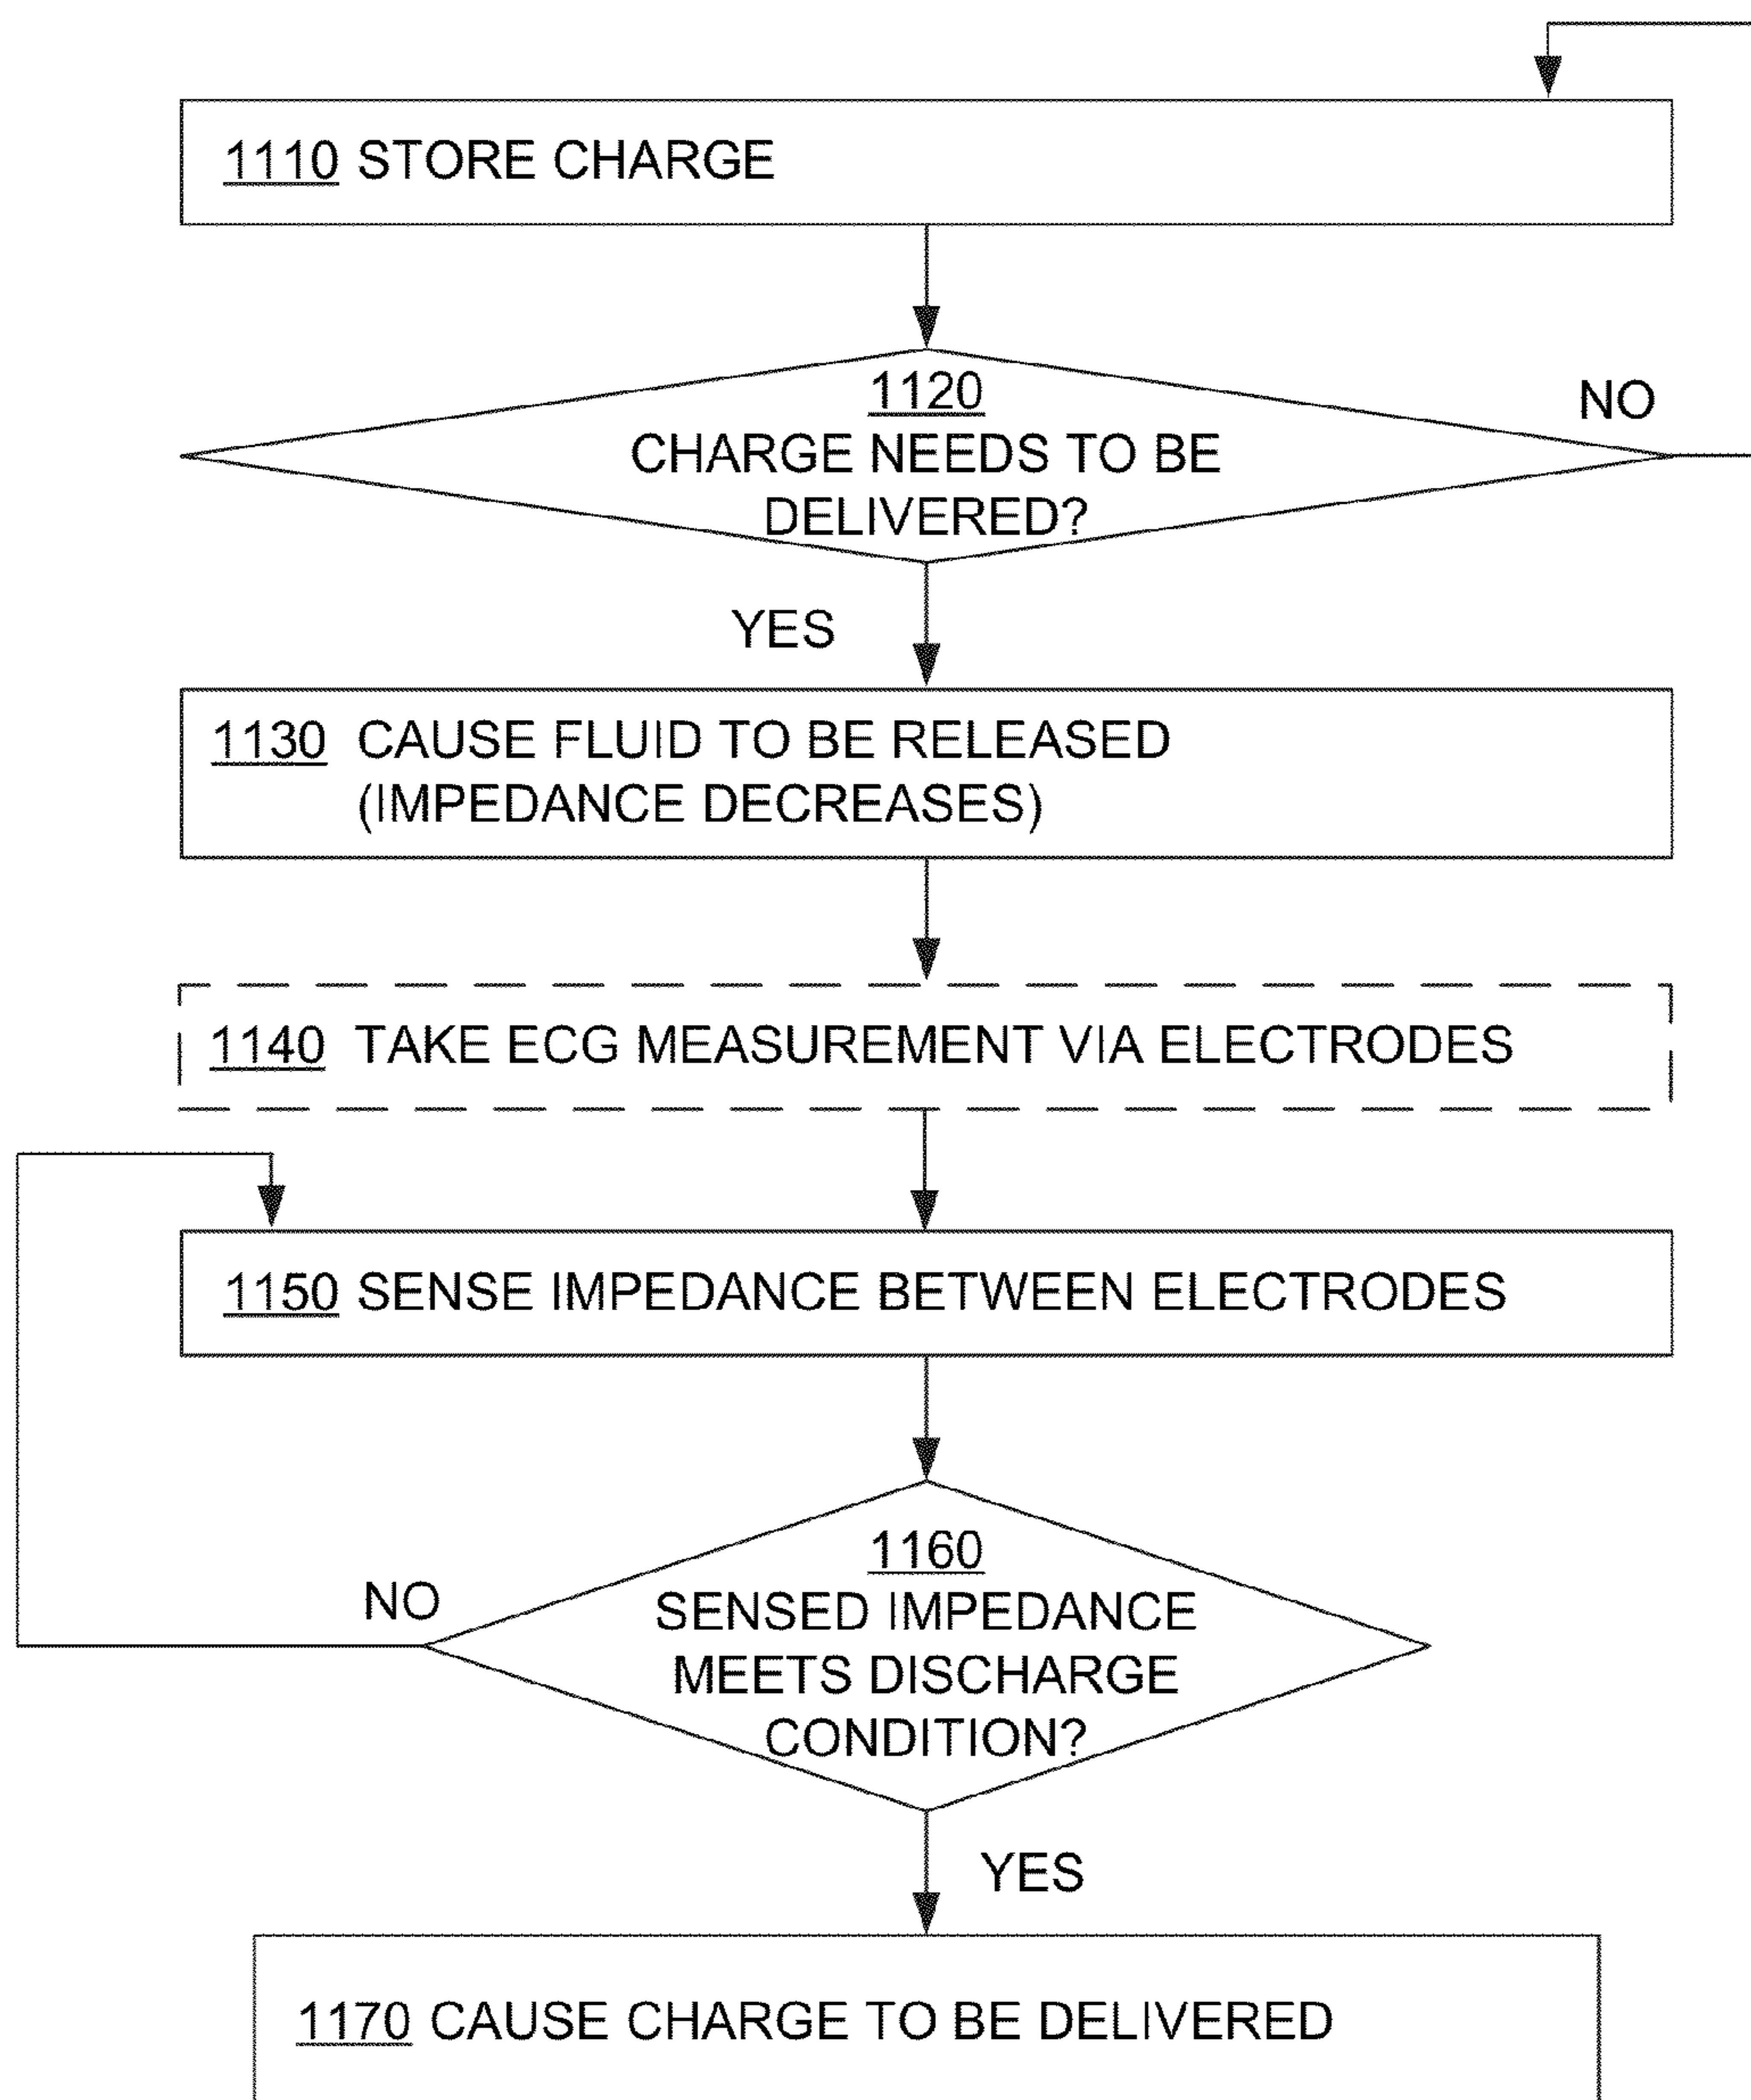 1110 STORE CHARGE
1120
CHARGE NEEDS TO BE
DELIVERED?
NO
YES
1130 CAUSE FLUID TO BE RELEASED
(IMPEDANCE DECREASES)
1140 TAKE ECG MEASUREMENT VIA ELECTRODES
1150 SENSE IMPEDANCE BETWEEN ELECTRODES
1160
SENSED IMPEDANCE
MEETS DISCHARGE
CONDITION?
NO
YES
1170 CAUSE CHARGE TO BE DELIVERED